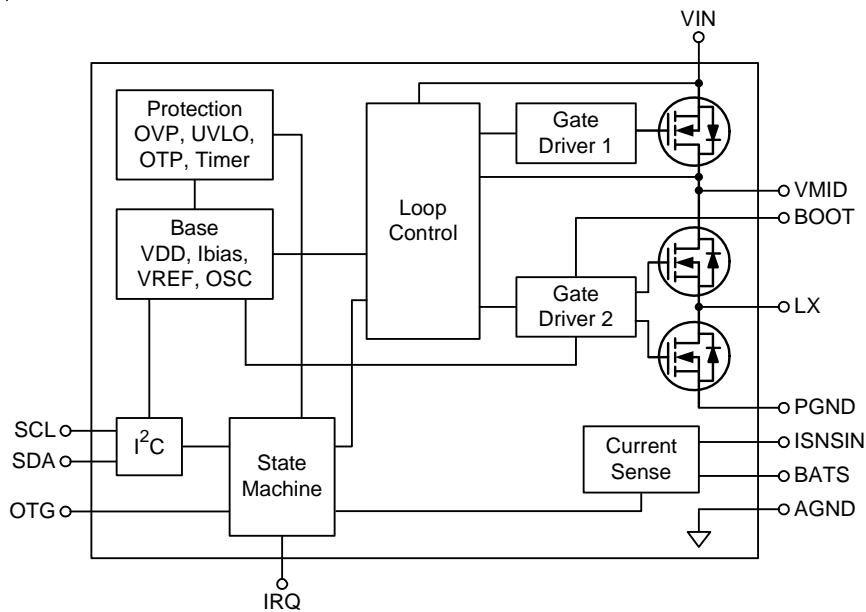 VIN
Protection
OVP, UVLO,
OTP, Timer
Gate
Driver 1
Loop
Control
VMID
BOOT
Base
VDD, Ibias,
VREF, OSC
Gate
Driver 2
LX
PGND
SCL
SDA
I²C
State
Machine
Current
Sense
ISNSIN
BATS
OTG
AGND
IRQ